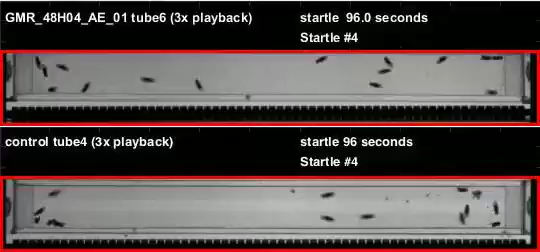 GMR_48H04_AE_01 tube6 (3x playback) startle 96.0 seconds
Startle #4
control tube4 (3x playback) startle 96 seconds
Startle #4